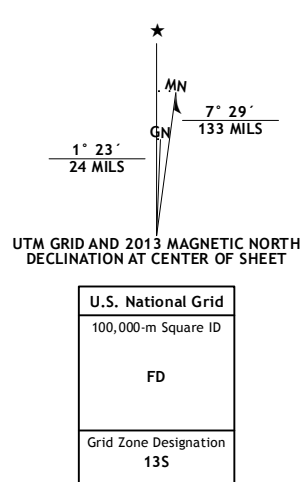 ★
MN
GN
7° 29´
133 MILS
1° 23´
24 MILS
UTM GRID AND 2013 MAGNETIC NORTH
DECLINATION AT CENTER OF SHEET
U.S. National Grid
100,000-m Square ID
FD
Grid Zone Designation
13S